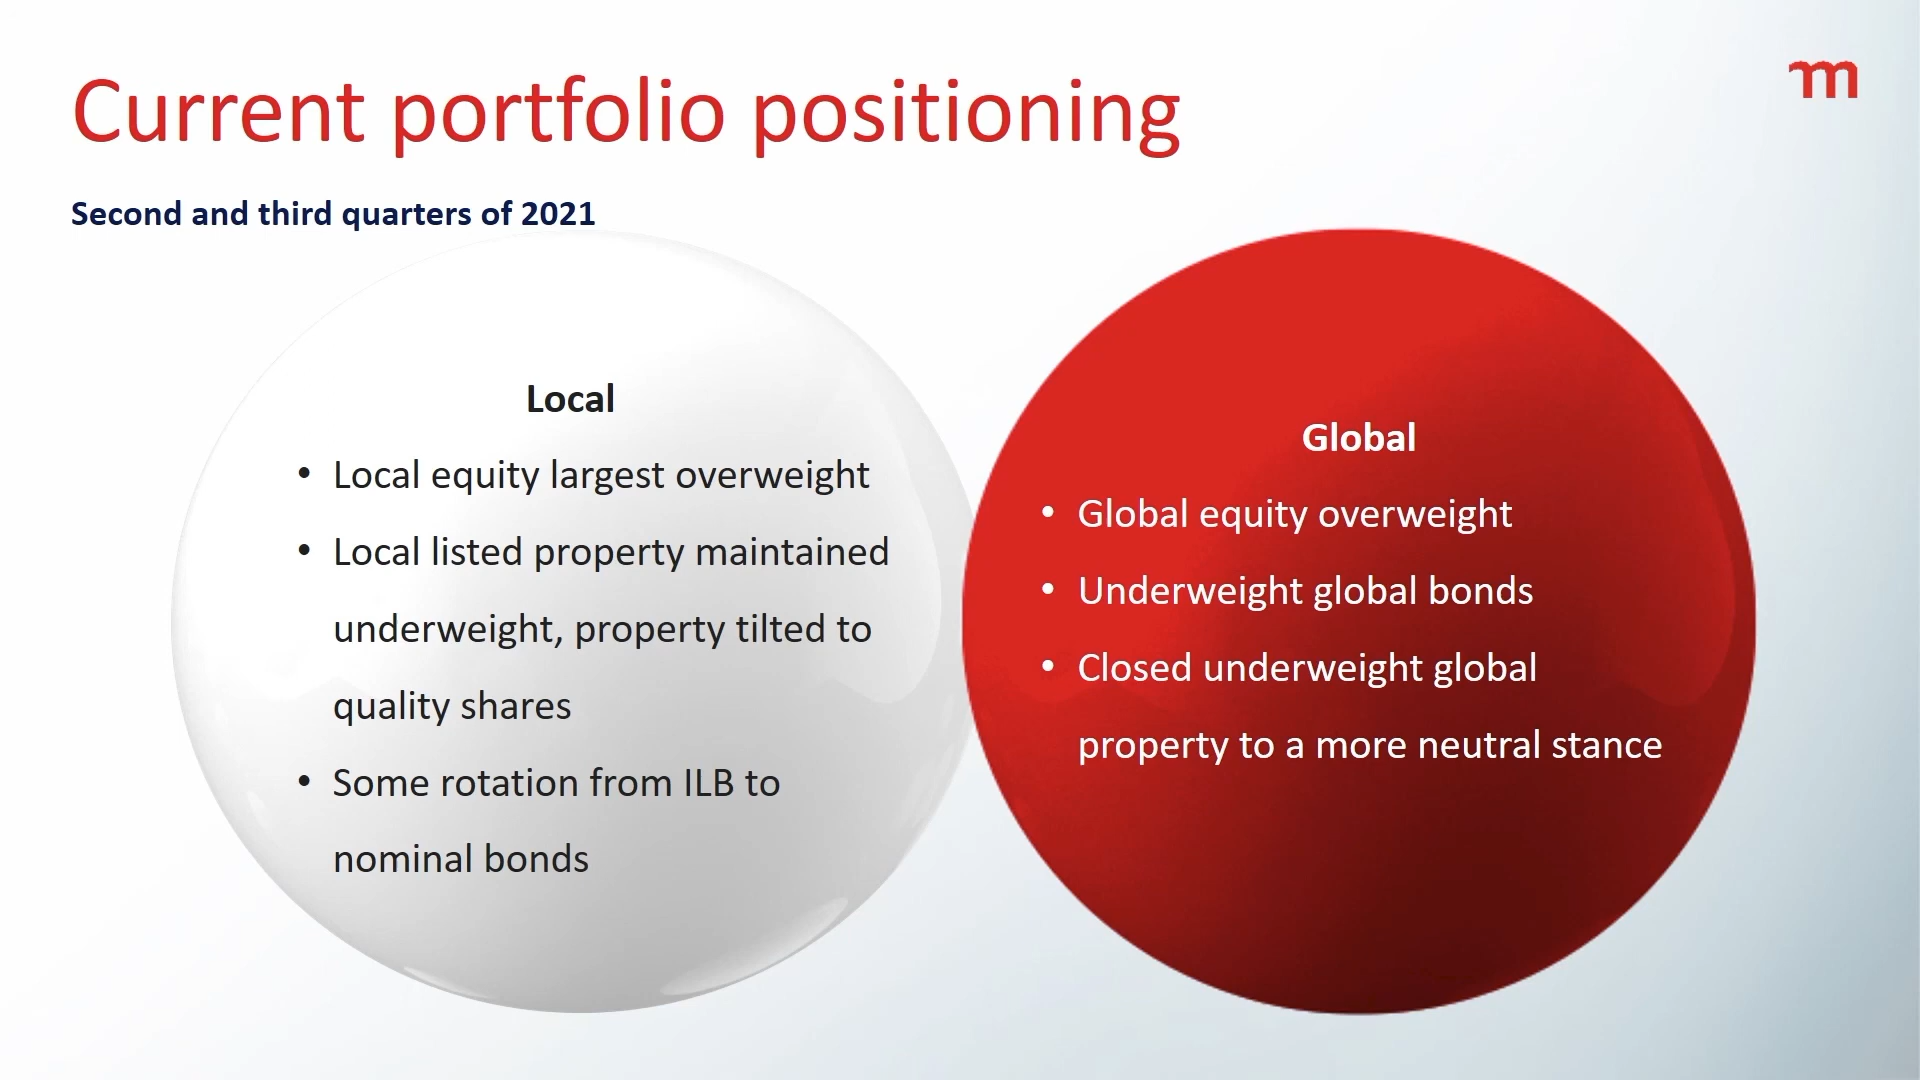 Current portfolio positioning
m
Second and third quarters of 2021
Local
• Local equity largest overweight
• Local listed property maintained
underweight, property tilted to
quality shares
• Some rotation from ILB to
nominal bonds
Global
• Global equity overweight
• Underweight global bonds
• Closed underweight global
property to a more neutral stance